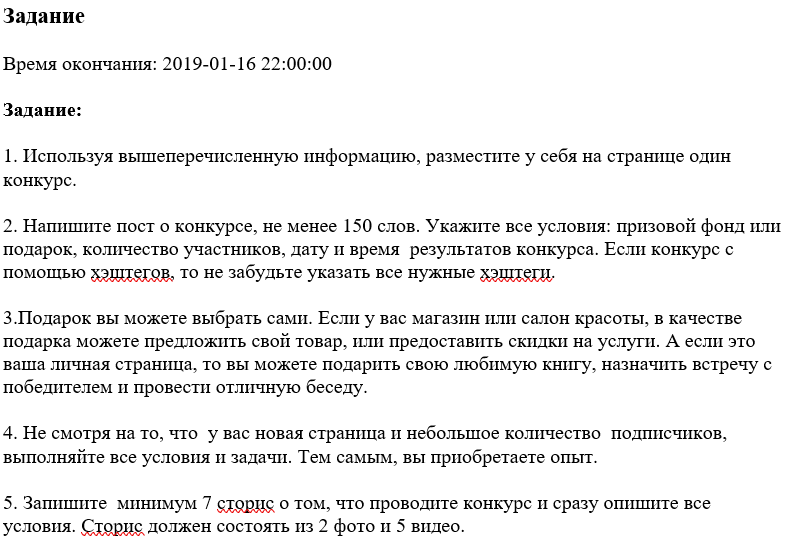 Задание
Время окончания: 2019-01-16 22:00:00
Задание:
1. Используя вышеперечисленную информацию, разместите у себя на странице один
конкурс.
2. Напишите пост о конкурсе, не менее 150 слов. Укажите все условия: призовой фонд или
подарок, количество участников, дату и время  результатов конкурса. Если конкурс с
помощью хэштегов, то не забудьте указать все нужные хэштеги.
3.Подарок вы можете выбрать сами. Если у вас магазин или салон красоты, в качестве
подарка можете предложить свой товар, или предоставить скидки на услуги. А если это
ваша личная страница, то вы можете подарить свою любимую книгу, назначить встречу с
победителем и провести отличную беседу.
4. Не смотря на то, что  у вас новая страница и небольшое количество  подписчиков,
выполняйте все условия и задачи. Тем самым, вы приобретаете опыт.
5. Запишите  минимум 7 сторис о том, что проводите конкурс и сразу опишите все
условия. Сторис должен состоять из 2 фото и 5 видео.